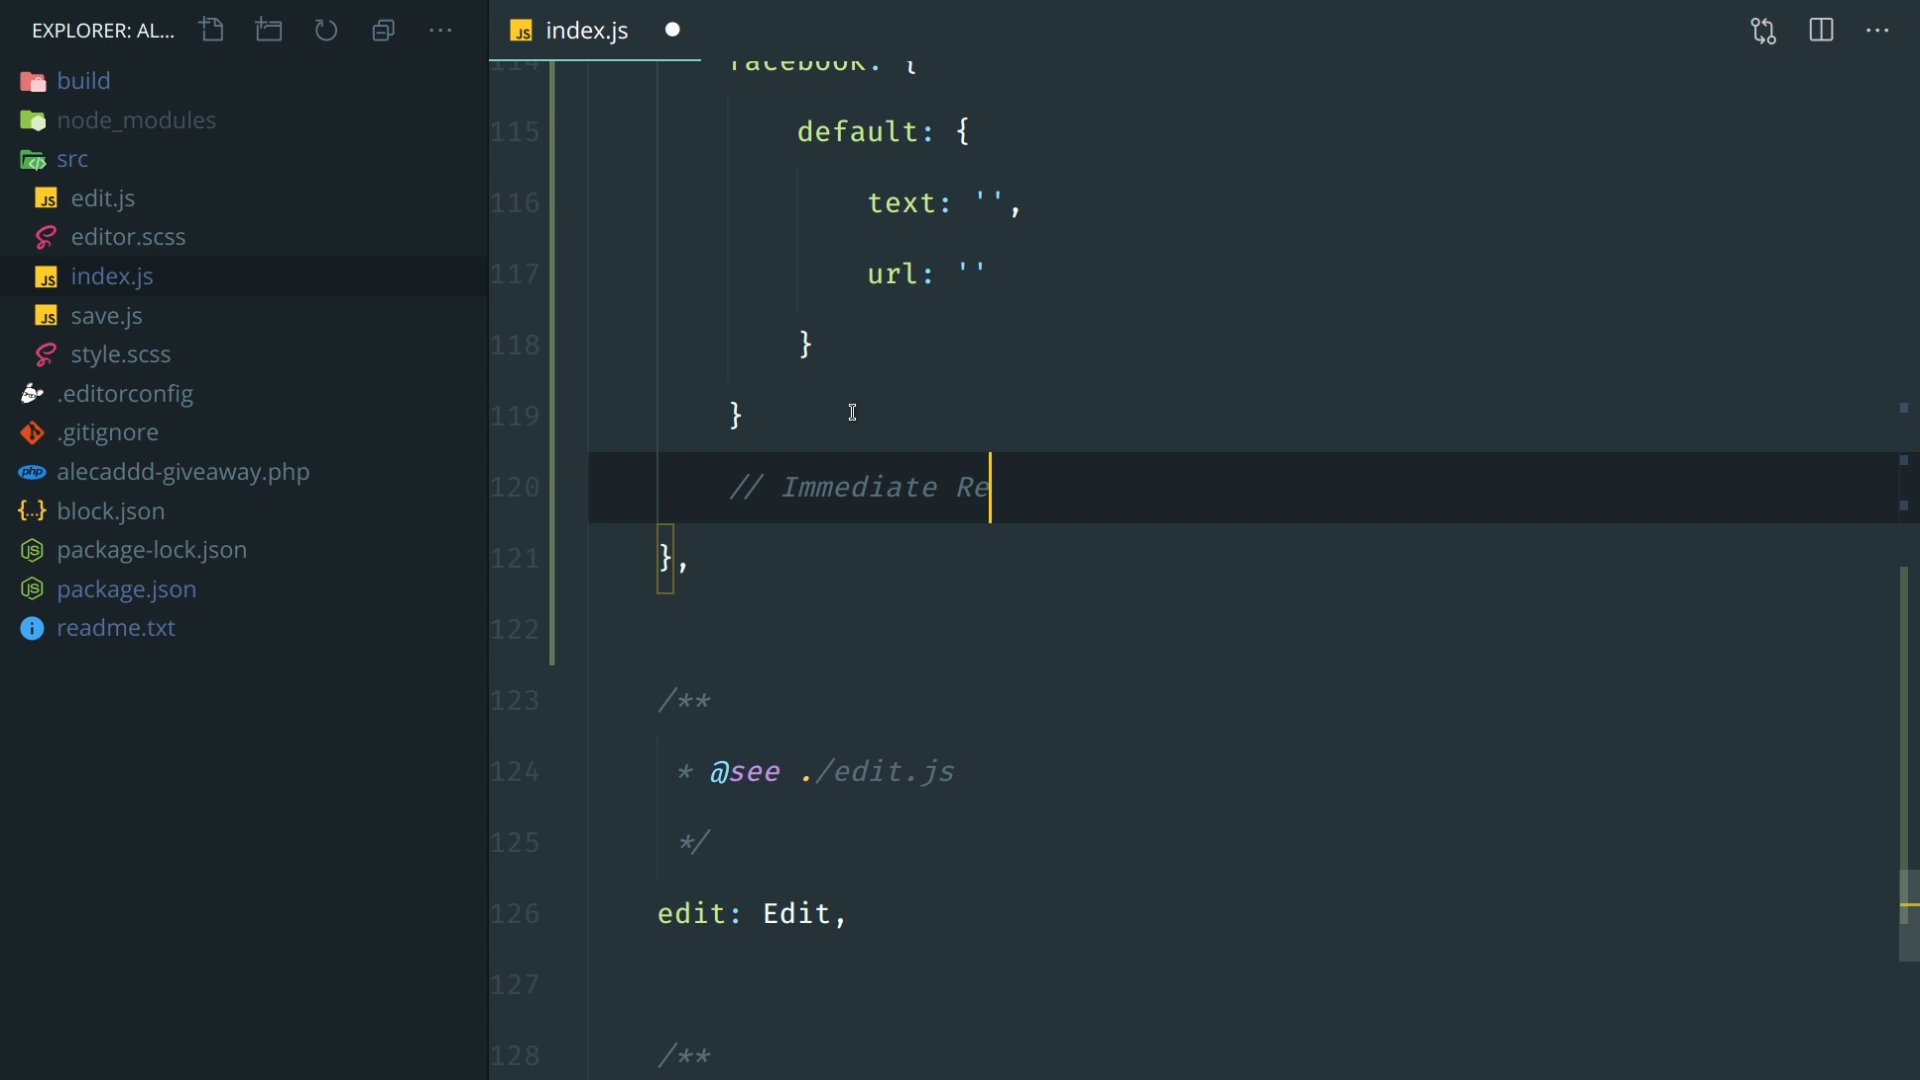 EXPLORER: AL...
build
node_modules
src
edit.js
editor.scss
index.js
save.js
style.scss
.editorconfig
.gitignore
alecaddd-giveaway.php
block.json
package-lock.json
package.json
readme.txt
index.js
114 facebook: {
115 default: {
116 text: '',
117 url: ''
118 }
119 }
120 // Immediate Re
121 },
122
123 /**
124 * @see ./edit.js
125 */
126 edit: Edit,
127
128 /**